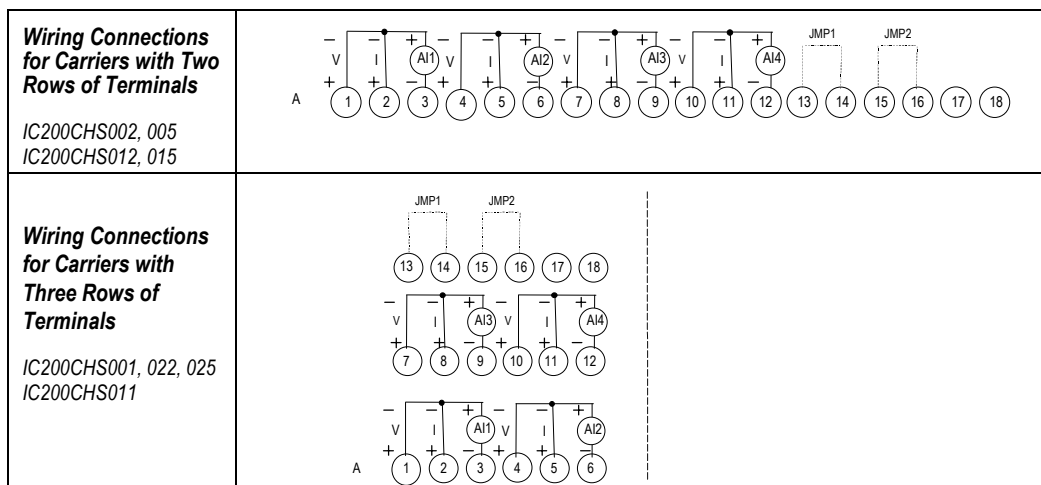 Wiring Connections
for Carriers with Two
Rows of Terminals
IC200CHS002, 005
IC200CHS012, 015
JMP1 JMP2
− − + − − + − − + − − +
V I AI1 V I AI2 V I AI3 V I AI4
+ + − + + − + + − + + −
A 1 2 3 4 5 6 7 8 9 10 11 12 13 14 15 16 17 18
Wiring Connections
for Carriers with
Three Rows of
Terminals
IC200CHS001, 022, 025
IC200CHS011
JMP1 JMP2
13 14 15 16 17 18
− − + − − +
V I AI3 V I AI4
+ + − + + −
7 8 9 10 11 12
− − + − − +
V I AI1 V I AI2
+ + − + + −
A 1 2 3 4 5 6